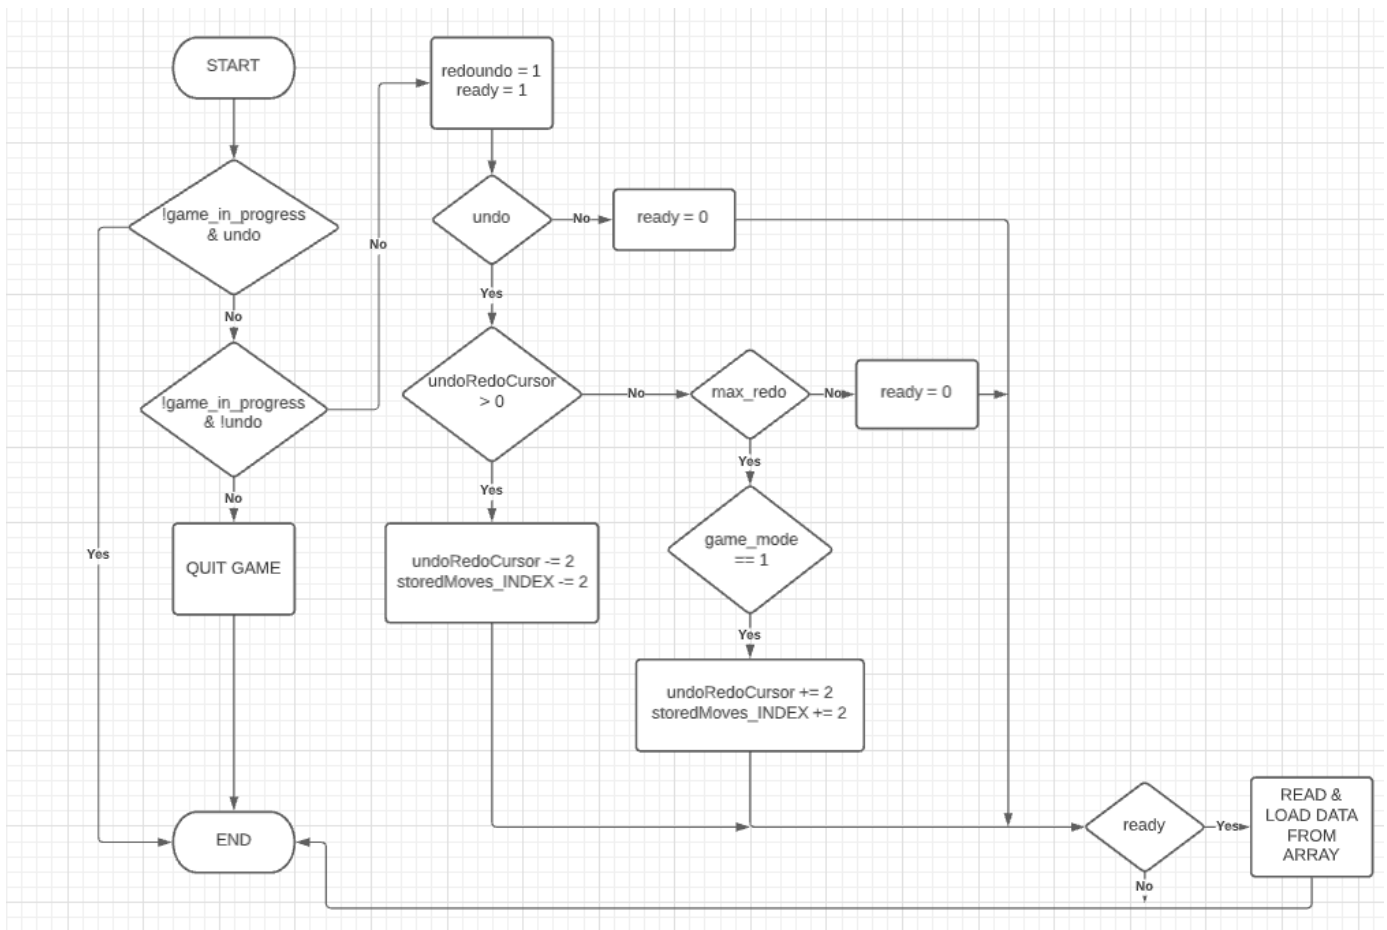 START
!game_in_progress
& undo
No
!game_in_progress
& !undo
No
QUIT GAME
Yes
END
No
redoundo = 1
ready = 1
undo
No
ready = 0
Yes
undoRedoCursor
> 0
No
max_redo
No
ready = 0
Yes
undoRedoCursor -= 2
storedMoves_INDEX -= 2
Yes
game_mode
== 1
Yes
undoRedoCursor += 2
storedMoves_INDEX += 2
ready
Yes
READ &
LOAD DATA
FROM
ARRAY
No